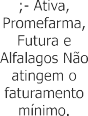 ;- Ativa,
Promefarma,
Futura e
Alfalagos Não
atingem o
faturamento
mínimo.